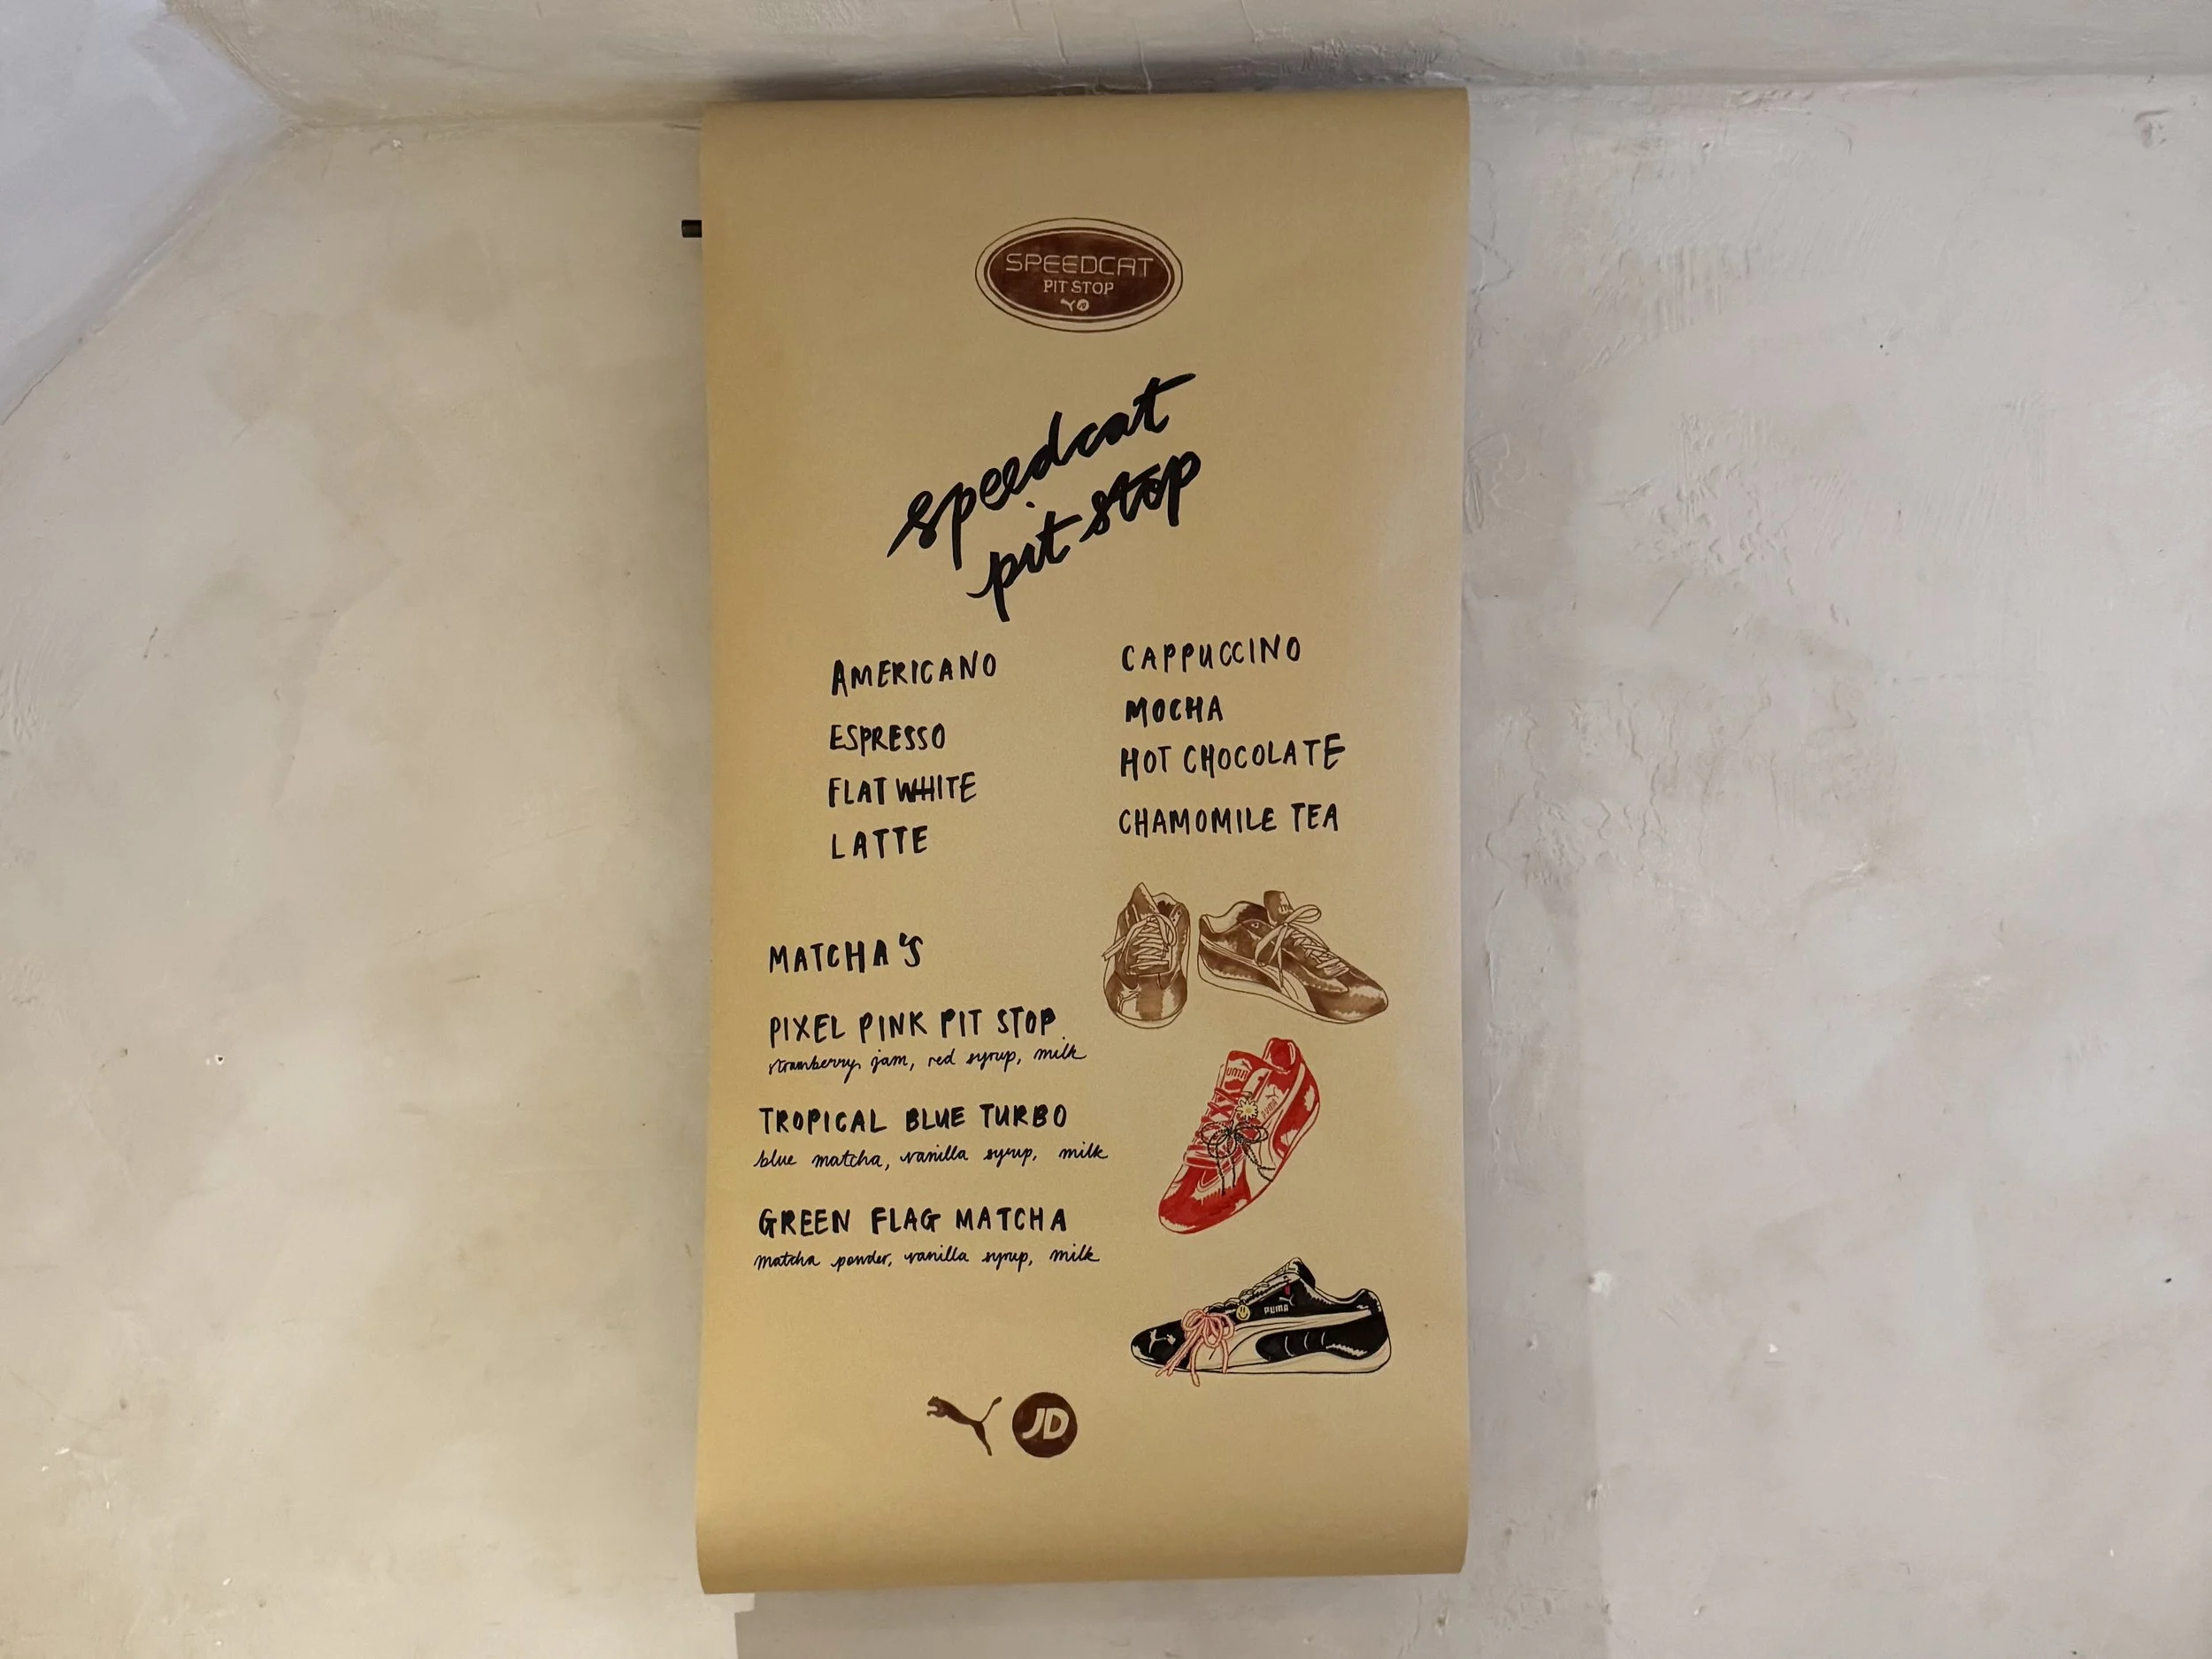 SPEEDCAT
PIT STOP
speedcat
pit stop
AMERICANO
ESPRESSO
FLAT WHITE
LATTE
CAPPUCCINO
MOCHA
HOT CHOCOLATE
CHAMOMILE TEA
MATCHA'S
PIXEL PINK PIT STOP
strawberry jam, red syrup, milk
TROPICAL BLUE TURBO
blue matcha, vanilla syrup, milk
GREEN FLAG MATCHA
matcha powder, vanilla syrup, milk
PUMA
PUMA
PUMA
JD